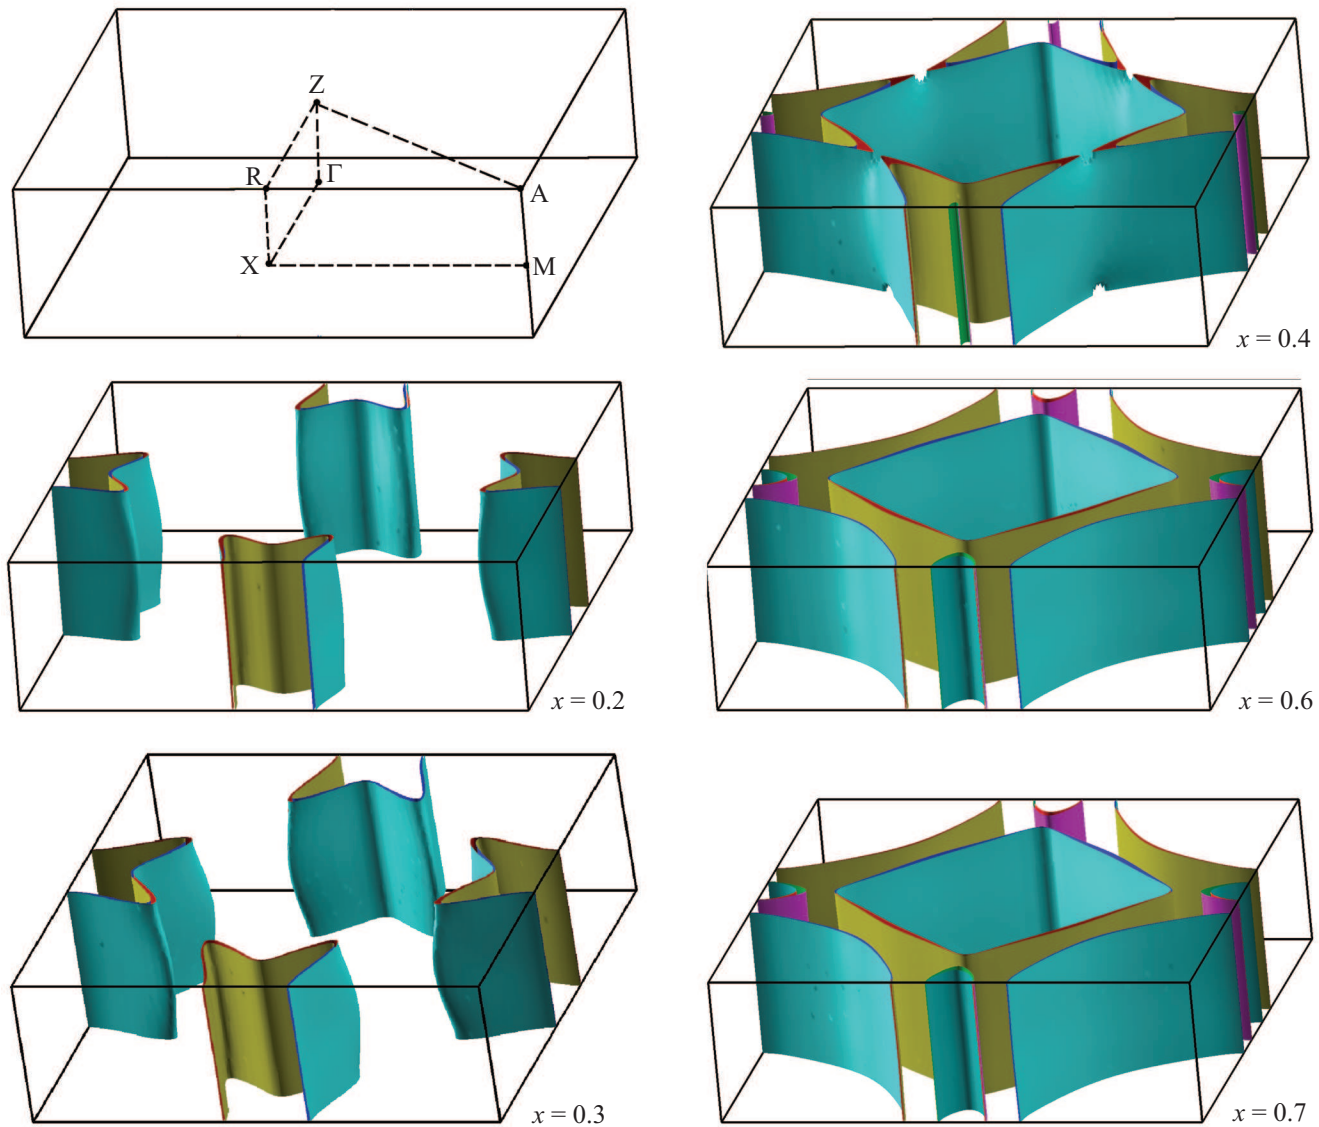 Z
R
Γ
A
X
M
x = 0.4
x = 0.2
x = 0.6
x = 0.3
x = 0.7